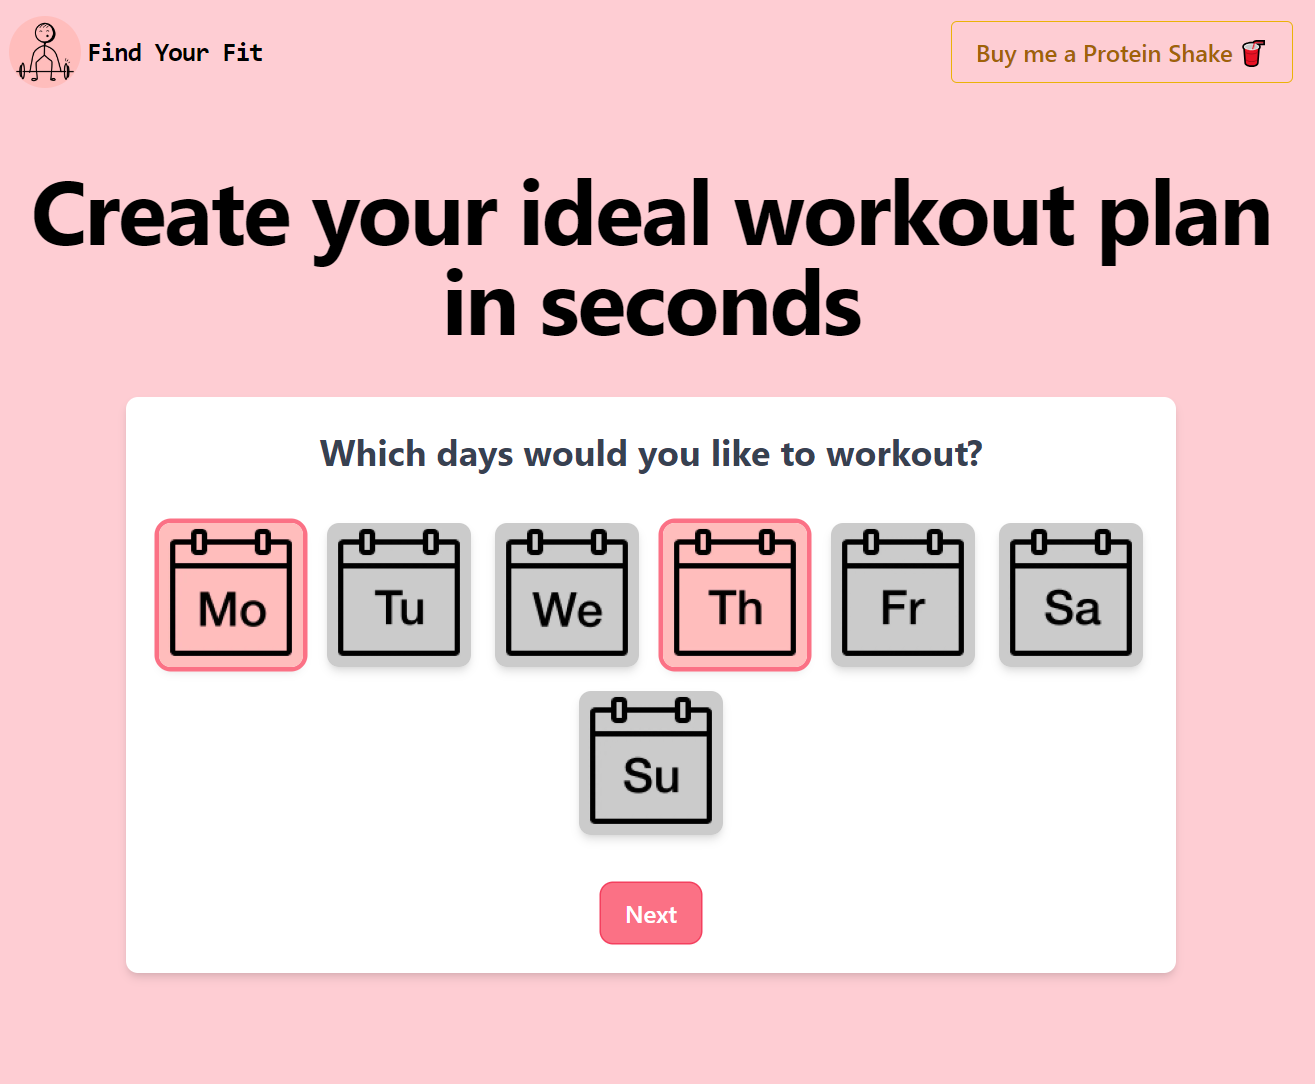 Find Your Fit
Buy me a Protein Shake
Create your ideal workout plan
in seconds
Which days would you like to workout?
Mo
Tu
We
Th
Fr
Sa
Su
Next